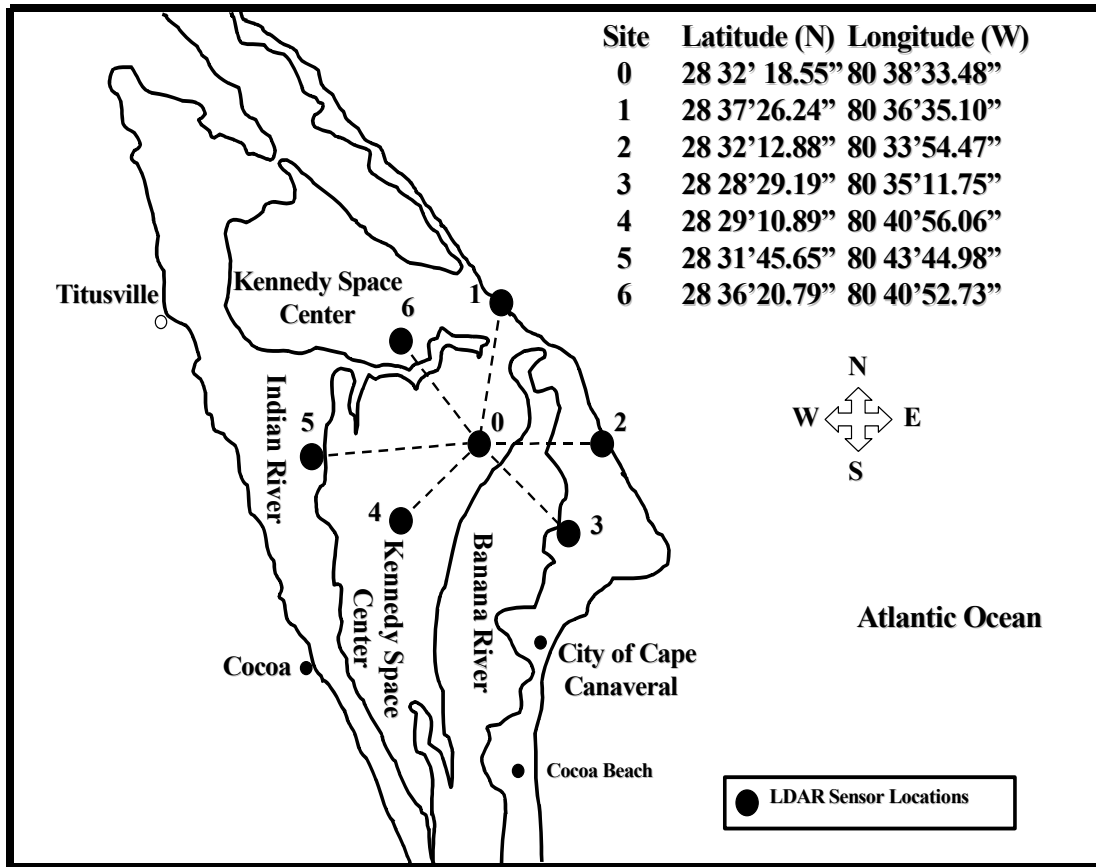 Site Latitude (N) Longitude (W)
0 28 32’ 18.55” 80 38’33.48”
1 28 37’26.24” 80 36’35.10”
2 28 32’12.88” 80 33’54.47”
3 28 28’29.19” 80 35’11.75”
4 28 29’10.89” 80 40’56.06”
5 28 31’45.65” 80 43’44.98”
6 28 36’20.79” 80 40’52.73”
Kennedy Space
Center
Titusville
1
6
N
W E
S
Indian River
5
0
2
4
3
Kennedy Space
Center
Banana River
Atlantic Ocean
Cocoa
City of Cape
Canaveral
Cocoa Beach
LDAR Sensor Locations